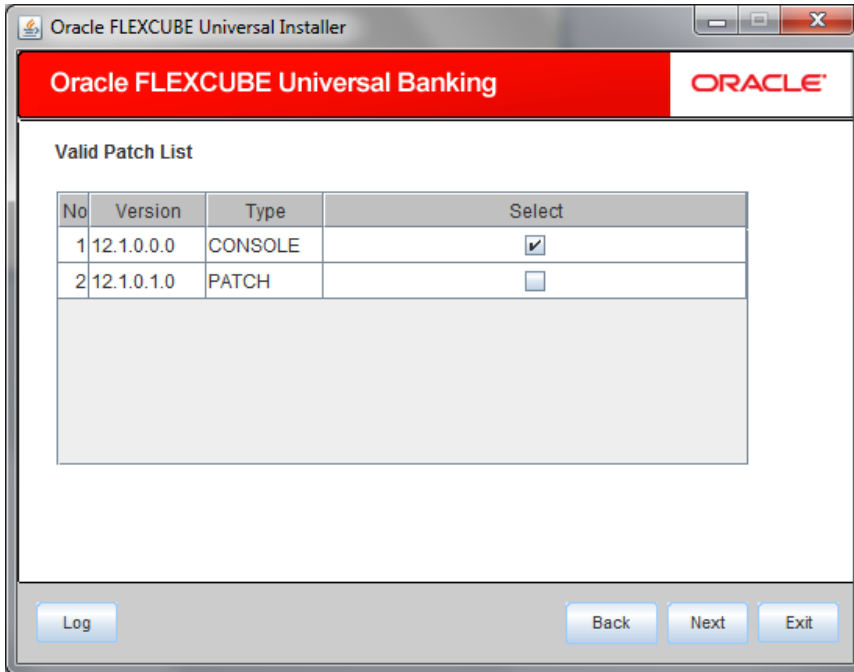 Oracle FLEXCUBE Universal Installer
Oracle FLEXCUBE Universal Banking
ORACLE
Valid Patch List
No Version Type Select
1 12.1.0.0.0 CONSOLE
2 12.1.0.1.0 PATCH
Log Back Next Exit